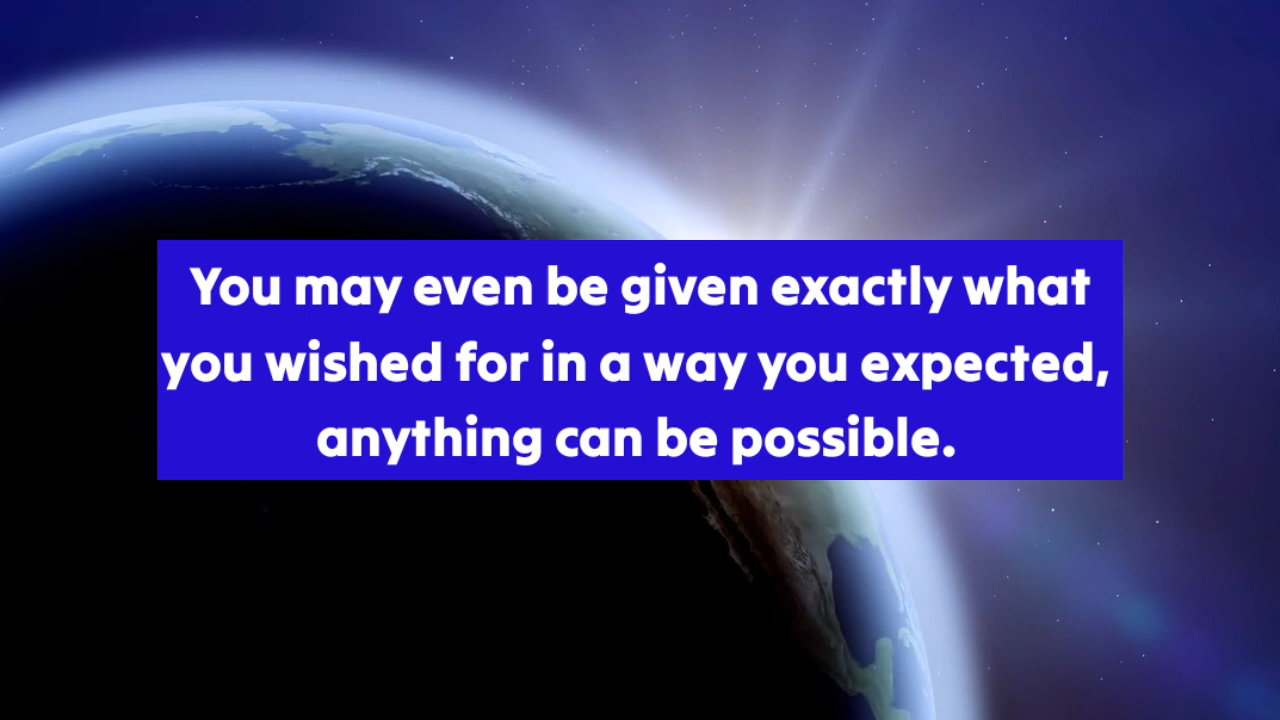 You may even be given exactly what
you wished for in a way you expected,
anything can be possible.